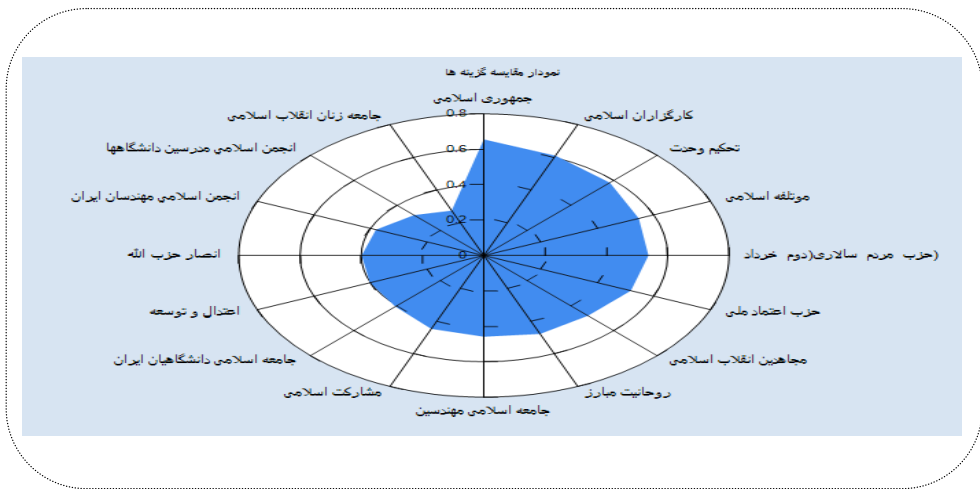 نمودار مقایسه گزینه ها
جمهوری اسلامی
کارگزاران اسلامی
تحکیم وحدت
موتلفه اسلامی
(حزب مردم سالاری(دوم خرداد
حزب اعتماد ملی
مجاهدین انقلاب اسلامی
روحانیت مبارز
جامعه اسلامی مهندسین
مشارکت اسلامی
جامعه اسلامی دانشگاهیان ایران
اعتدال و توسعه
انصار حزب الله
انجمن اسلامی مهندسان ایران
انجمن اسلامی مدرسین دانشگاهها
جامعه زنان انقلاب اسلامی
0.8
0.6
0.4
0.2
0